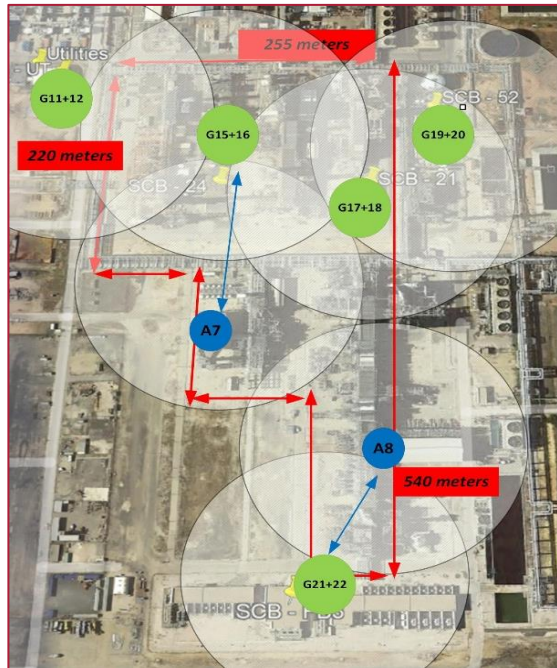 255 meters
Utilities
- UT
G11+12
SCB - 52
G15+16
G19+20
220 meters
SCB - 24
SCB - 21
G17+18
A7
A8
540 meters
G21+22
SCB -